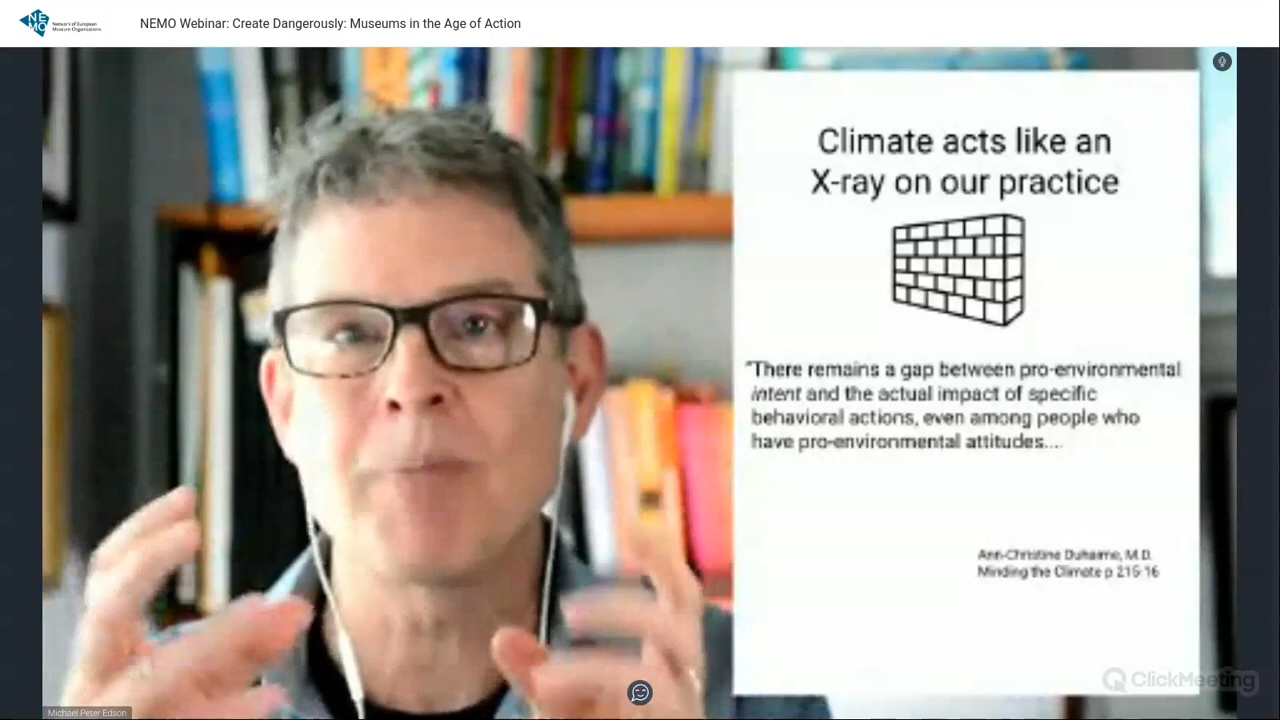 NEMO
Network of European
Museum Organisations
NEMO Webinar: Create Dangerously: Museums in the Age of Action
Climate acts like an
X-ray on our practice
"There remains a gap between pro-environmental
intent and the actual impact of specific
behavioral actions, even among people who
have pro-environmental attitudes....
Ann-Christine Duhaime, M.D.
Minding the Climate p 215-16
ClickMeeting
Michael Peter Edson